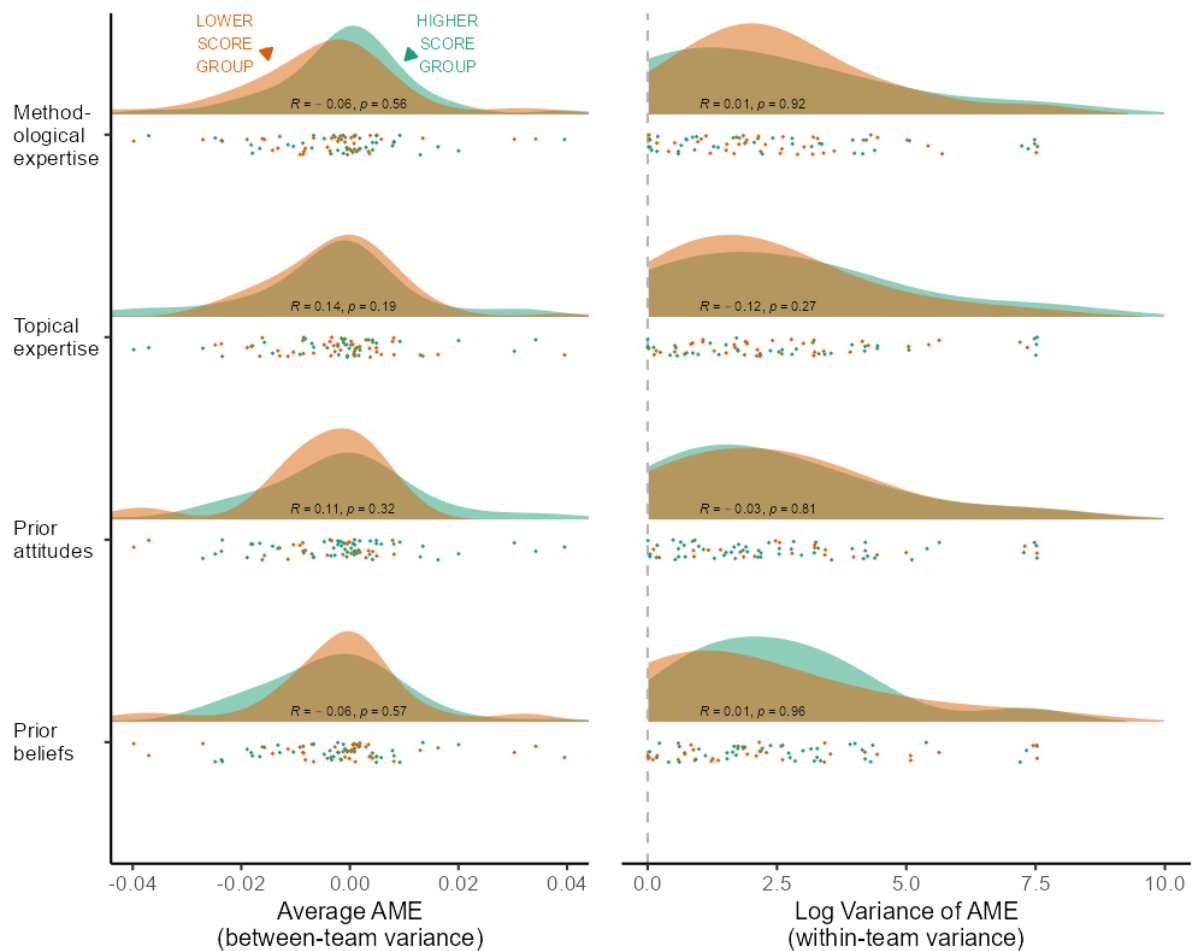 LOWER
SCORE
GROUP
HIGHER
SCORE
GROUP
Method-
ological
expertise
R = − 0.06, p = 0.56
R = 0.01, p = 0.92
Topical
expertise
R = 0.14, p = 0.19
R = − 0.12, p = 0.27
Prior
attitudes
R = 0.11, p = 0.32
R = − 0.03, p = 0.81
Prior
beliefs
R = − 0.06, p = 0.57
R = 0.01, p = 0.96
-0.04 -0.02 0.00 0.02 0.04
0.0 2.5 5.0 7.5 10.0
Average AME
(between-team variance)
Log Variance of AME
(within-team variance)